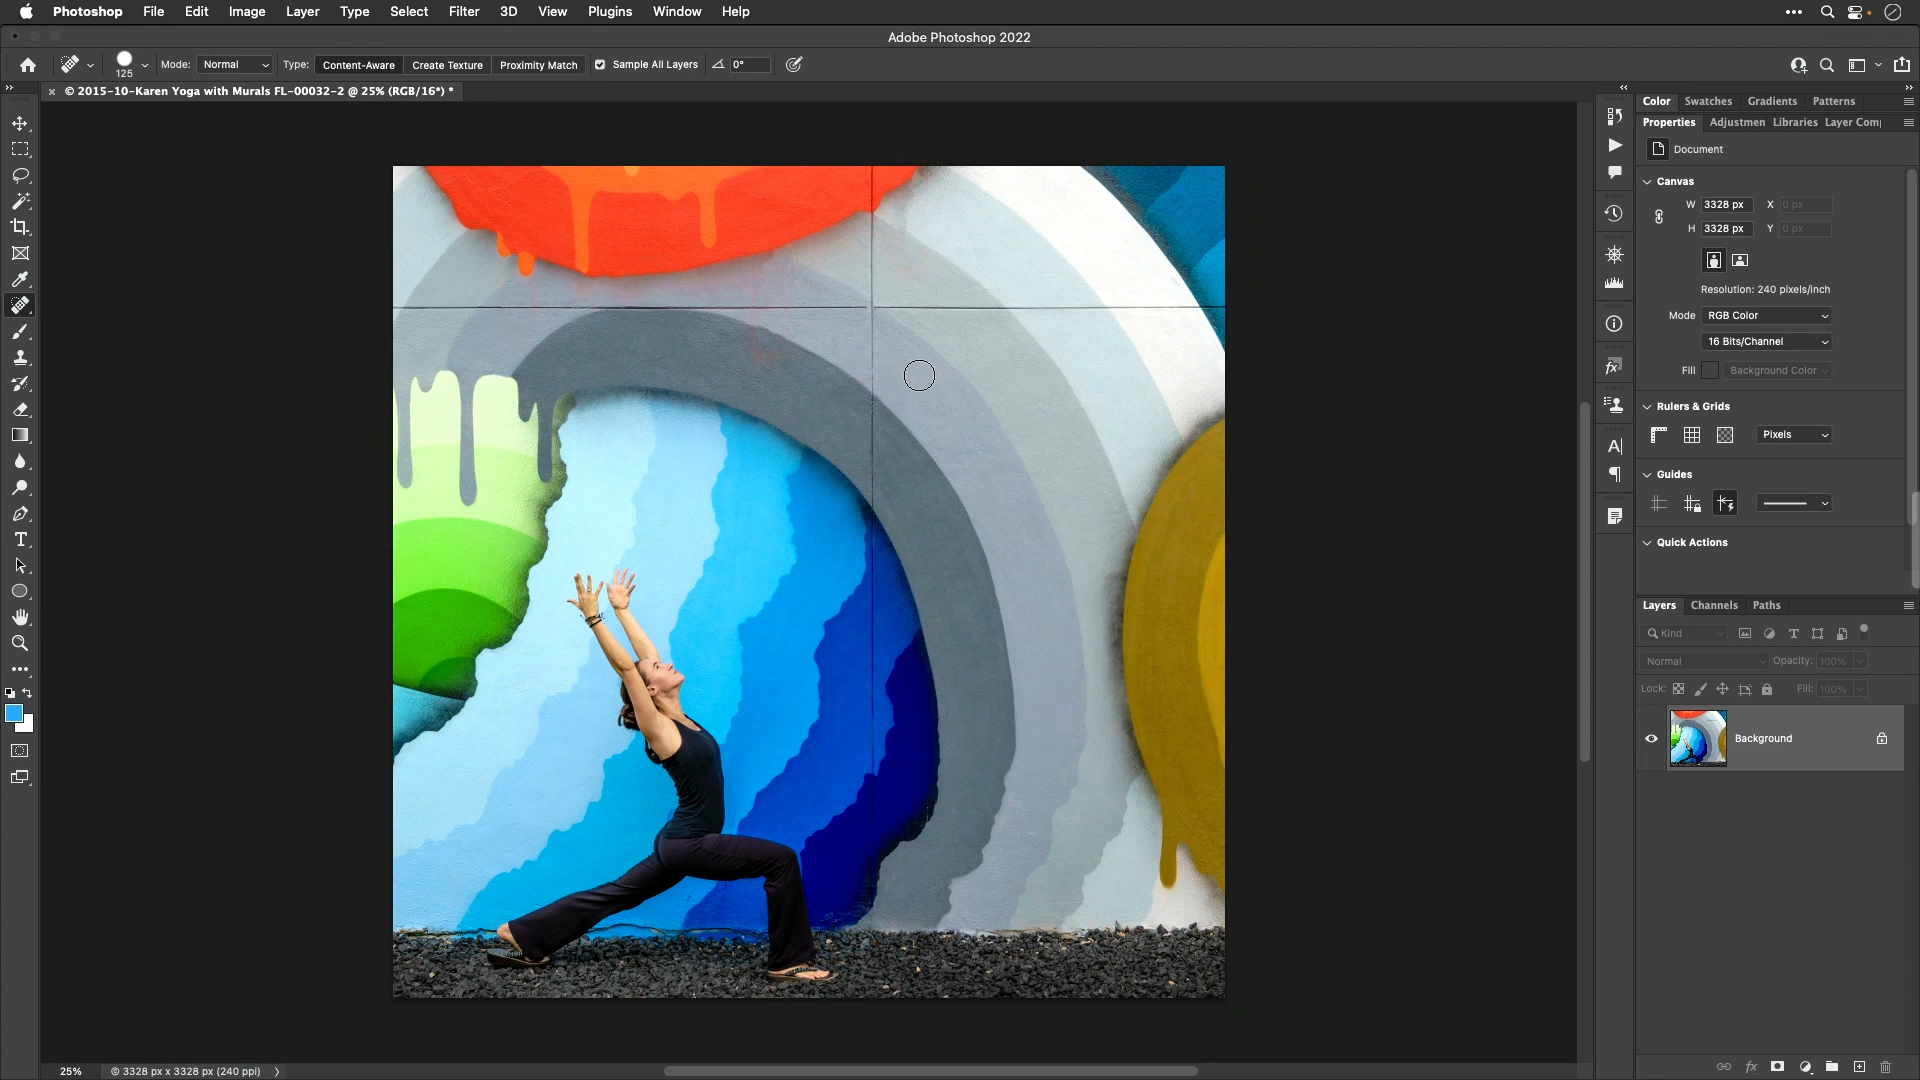 Photoshop File Edit Image Layer Type Select Filter 3D View Plugins Window Help
Adobe Photoshop 2022
125 Mode: Normal Type: Content-Aware Create Texture Proximity Match Sample All Layers 0°
© 2015-10-Karen Yoga with Murals FL-00032-2 @ 25% (RGB/16*) *
Color Swatches Gradients Patterns
Properties Adjustmen Libraries Layer Com
Document
Canvas
W 3328 px X 0 px
H 3328 px Y 0 px
Resolution: 240 pixels/inch
Mode RGB Color
16 Bits/Channel
Fill Background Color
Rulers & Grids
Pixels
Guides
Quick Actions
Layers Channels Paths
Kind
Normal Opacity: 100%
Lock: Fill: 100%
Background
25% © 3328 px x 3328 px (240 ppi)